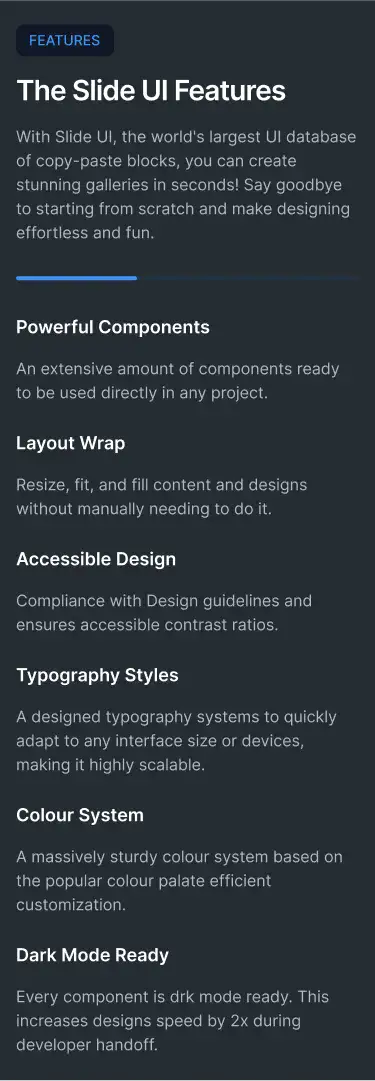 FEATURES
The Slide UI Features
With Slide UI, the world's largest UI database
of copy-paste blocks, you can create
stunning galleries in seconds! Say goodbye
to starting from scratch and make designing
effortless and fun.
Powerful Components
An extensive amount of components ready
to be used directly in any project.
Layout Wrap
Resize, fit, and fill content and designs
without manually needing to do it.
Accessible Design
Compliance with Design guidelines and
ensures accessible contrast ratios.
Typography Styles
A designed typography systems to quickly
adapt to any interface size or devices,
making it highly scalable.
Colour System
A massively sturdy colour system based on
the popular colour palate efficient
customization.
Dark Mode Ready
Every component is drk mode ready. This
increases designs speed by 2x during
developer handoff.